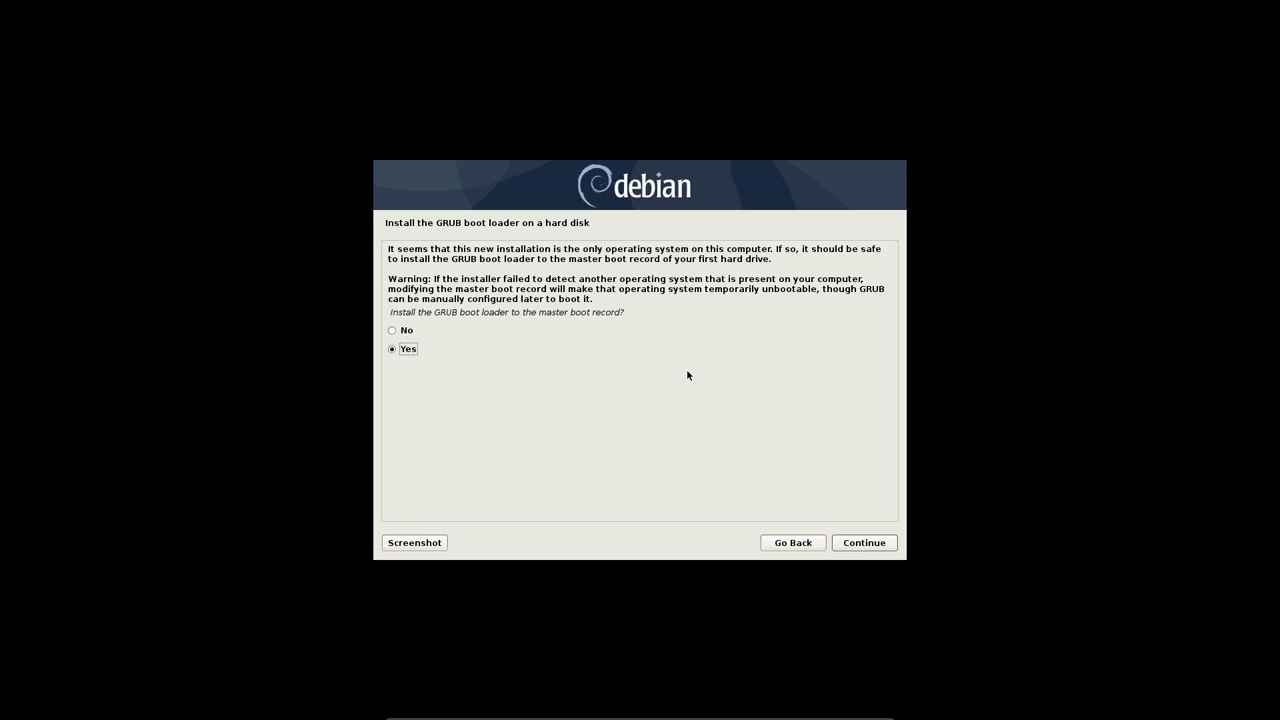 debian
Install the GRUB boot loader on a hard disk
It seems that this new installation is the only operating system on this computer. If so, it should be safe
to install the GRUB boot loader to the master boot record of your first hard drive.
Warning: If the installer failed to detect another operating system that is present on your computer,
modifying the master boot record will make that operating system temporarily unbootable, though GRUB
can be manually configured later to boot it.
Install the GRUB boot loader to the master boot record?
No
Yes
Screenshot Go Back Continue